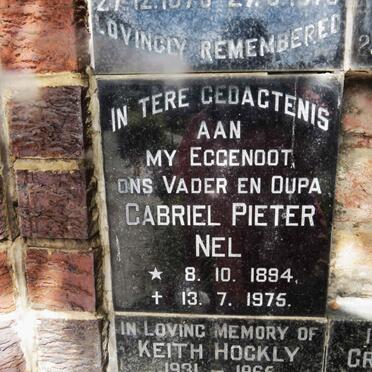 LOVINGLY REMEMBERED
IN TERE GEDAGTENIS
AAN
MY EGGENOOT,
ONS VADER EN OUPA
GABRIEL PIETER
NEL
★ 8. 10. 1894.
✝ 13. 7. 1975.
IN LOVING MEMORY OF
KEITH HOCKLY